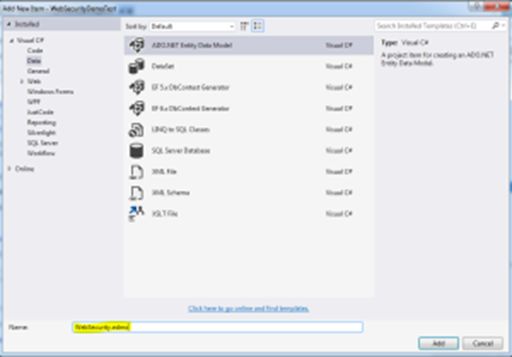 Add New Item - WebSecurityDemoTest
Installed
Sort by: Default
Search Installed Templates (Ctrl+E)
Visual C#
Code
Data
General
Web
Windows Forms
WPF
JustCode
Reporting
Silverlight
SQL Server
Workflow
Online
ADO.NET Entity Data Model Visual C#
DataSet Visual C#
EF 5.x DbContext Generator Visual C#
EF 6.x DbContext Generator Visual C#
LINQ to SQL Classes Visual C#
SQL Server Database Visual C#
XML File Visual C#
XML Schema Visual C#
XSLT File Visual C#
Type: Visual C#
A project item for creating an ADO.NET
Entity Data Model.
Click here to go online and find templates.
Name: WebSecurity.edmx
Add Cancel